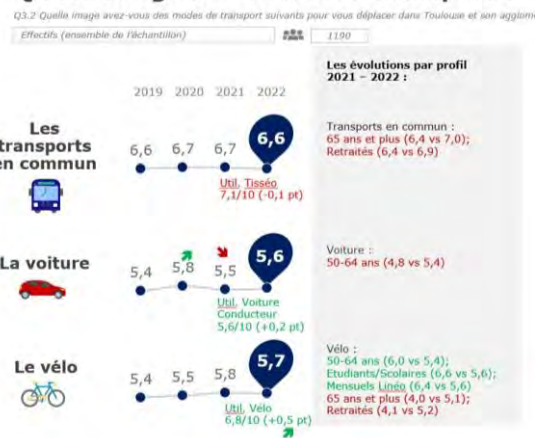 Q3.2 Quelle image avez-vous des modes de transport suivants pour vous déplacer dans Toulouse et son
Effectifs (ensemble de l'échantillon) 1190
Les évolutions par profil
2021 – 2022 :
2019 2020 2021 2022
Les
transports
en commun
6,6 6,7 6,7 6,6
Util. Tisséo
7,1/10 (-0,1 pt)
Transports en commun :
65 ans et plus (6,4 vs 7,0);
Retraités (6,4 vs 6,9)
La voiture
5,4 5,8 5,5 5,6
Util. Voiture
Conducteur
5,6/10 (+0,2 pt)
Voiture :
50-64 ans (4,8 vs 5,4)
Le vélo
5,4 5,5 5,8 5,7
Util. Vélo
6,8/10 (+0,5 pt)
Vélo :
50-64 ans (6,0 vs 5,4);
Etudiants/Scolaires (6,6 vs 5,6);
Mensuels Linéo (6,4 vs 5,6)
65 ans et plus (4,0 vs 5,1);
Retraités (4,1 vs 5,2)